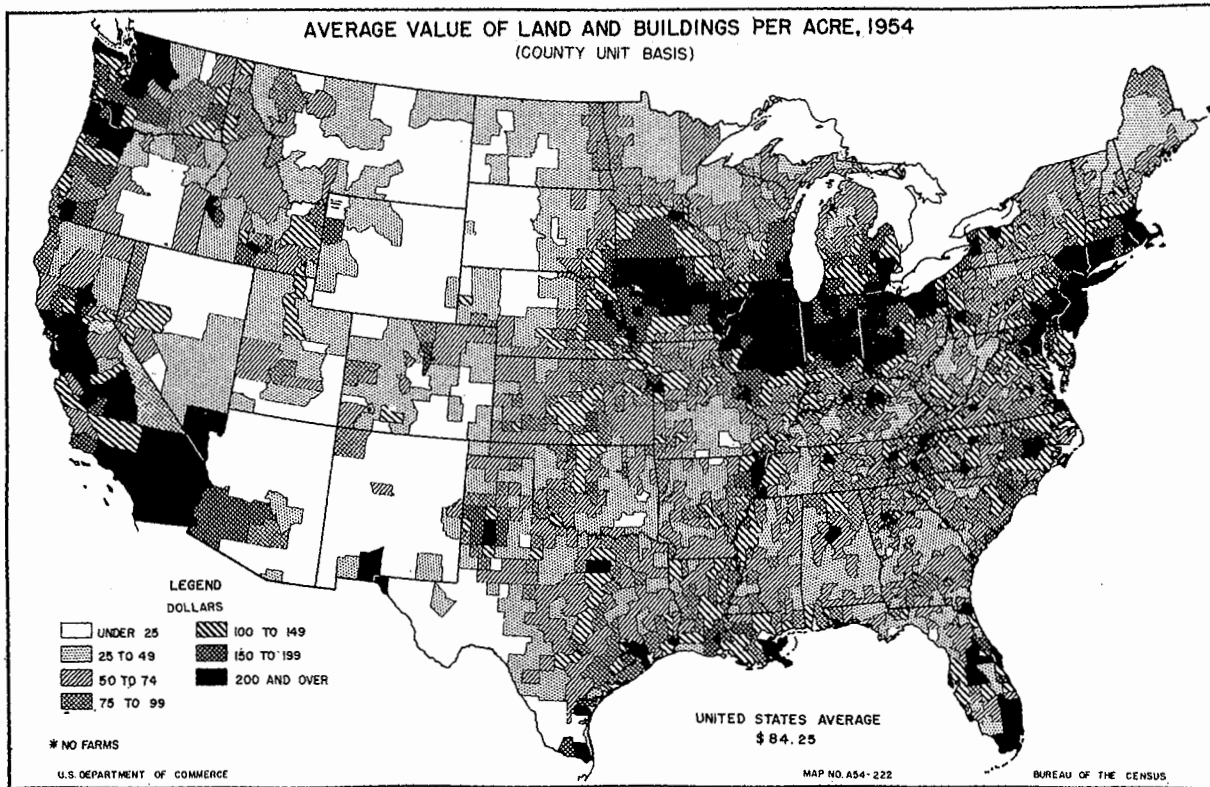 AVERAGE VALUE OF LAND AND BUILDINGS PER ACRE, 1954
(COUNTY UNIT BASIS)
LEGEND
DOLLARS
UNDER 25
25 TO 49
50 TO 74
75 TO 99
100 TO 149
150 TO 199
200 AND OVER
UNITED STATES AVERAGE
$84.25
* NO FARMS
U.S. DEPARTMENT OF COMMERCE
MAP NO. A54-222
BUREAU OF THE CENSUS